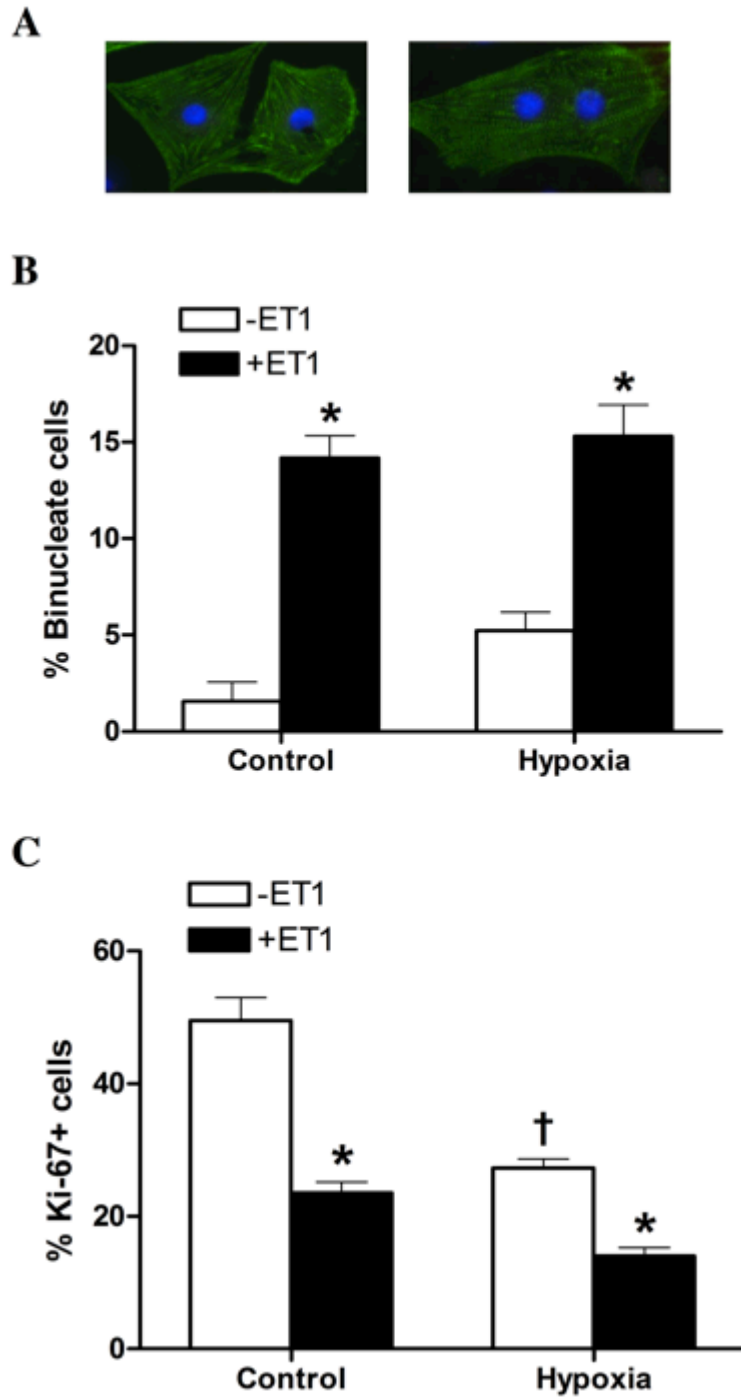 A
B
-ET1
+ET1
20
15
10
5
0
% Binucleate cells
*
*
Control
Hypoxia
C
-ET1
+ET1
60
40
20
0
% Ki-67+ cells
*
†
*
Control
Hypoxia